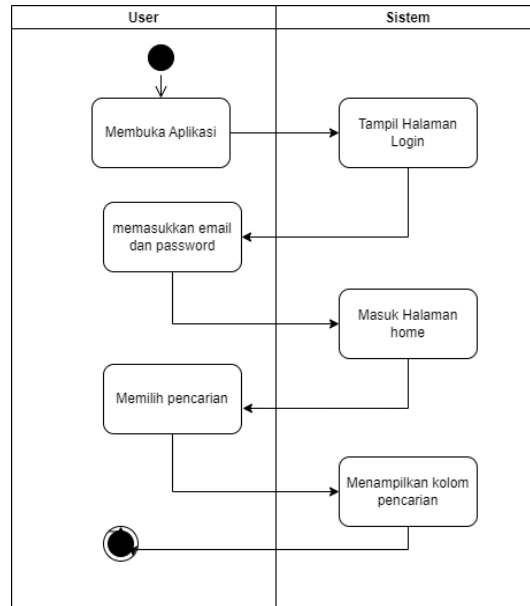 User
Sistem
Membuka Aplikasi
Tampil Halaman
Login
memasukkan email
dan password
Masuk Halaman
home
Memilih pencarian
Menampilkan kolom
pencarian